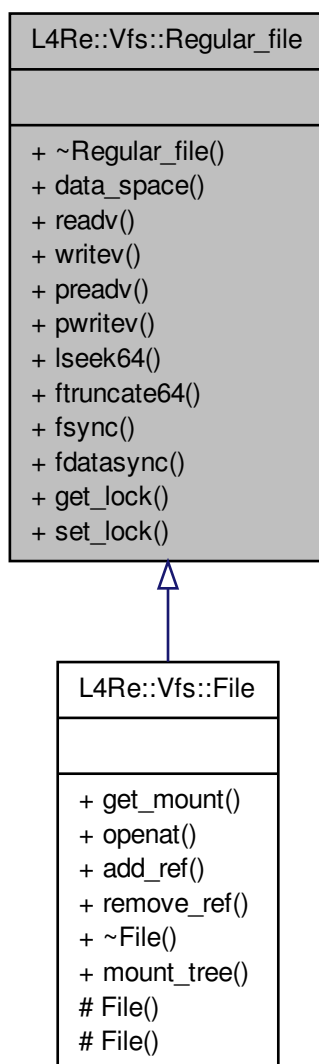 L4Re::Vfs::Regular_file
+ ~Regular_file()
+ data_space()
+ readv()
+ writev()
+ preadv()
+ pwritev()
+ lseek64()
+ ftruncate64()
+ fsync()
+ fdatasync()
+ get_lock()
+ set_lock()
L4Re::Vfs::File
+ get_mount()
+ openat()
+ add_ref()
+ remove_ref()
+ ~File()
+ mount_tree()
# File()
# File()